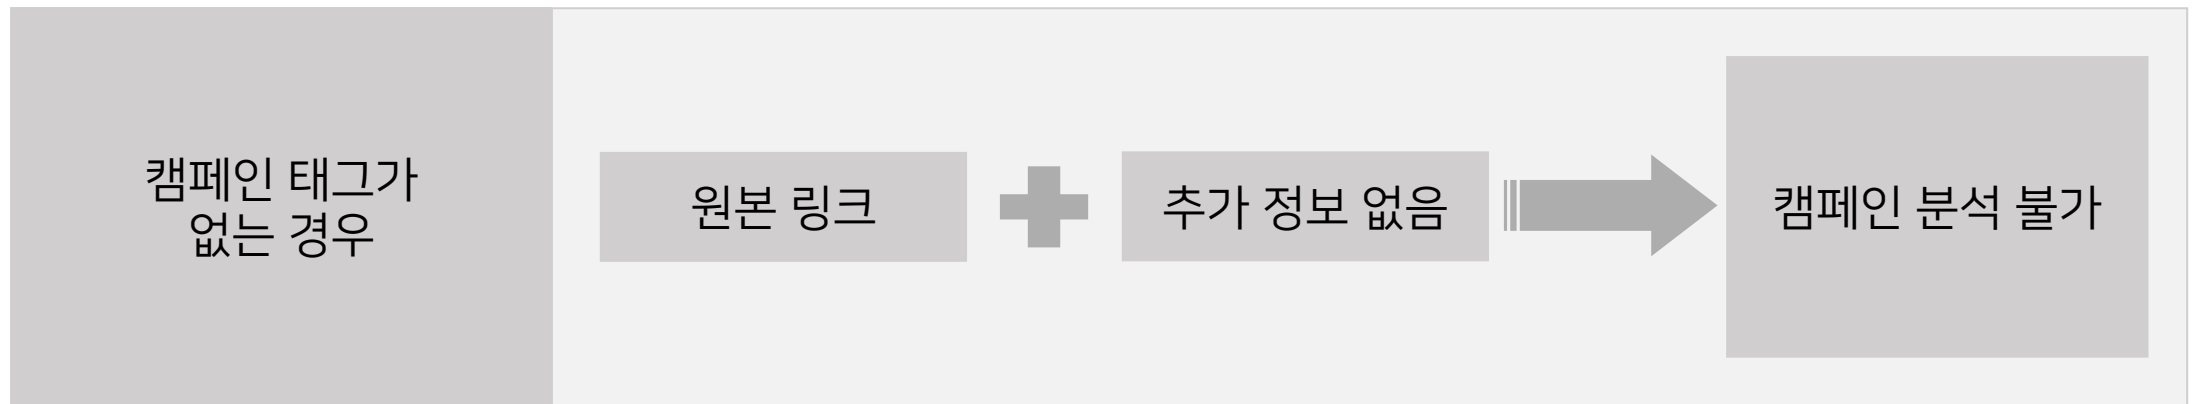 캠페인 태그가
없는 경우
원본 링크
추가 정보 없음
캠페인 분석 불가